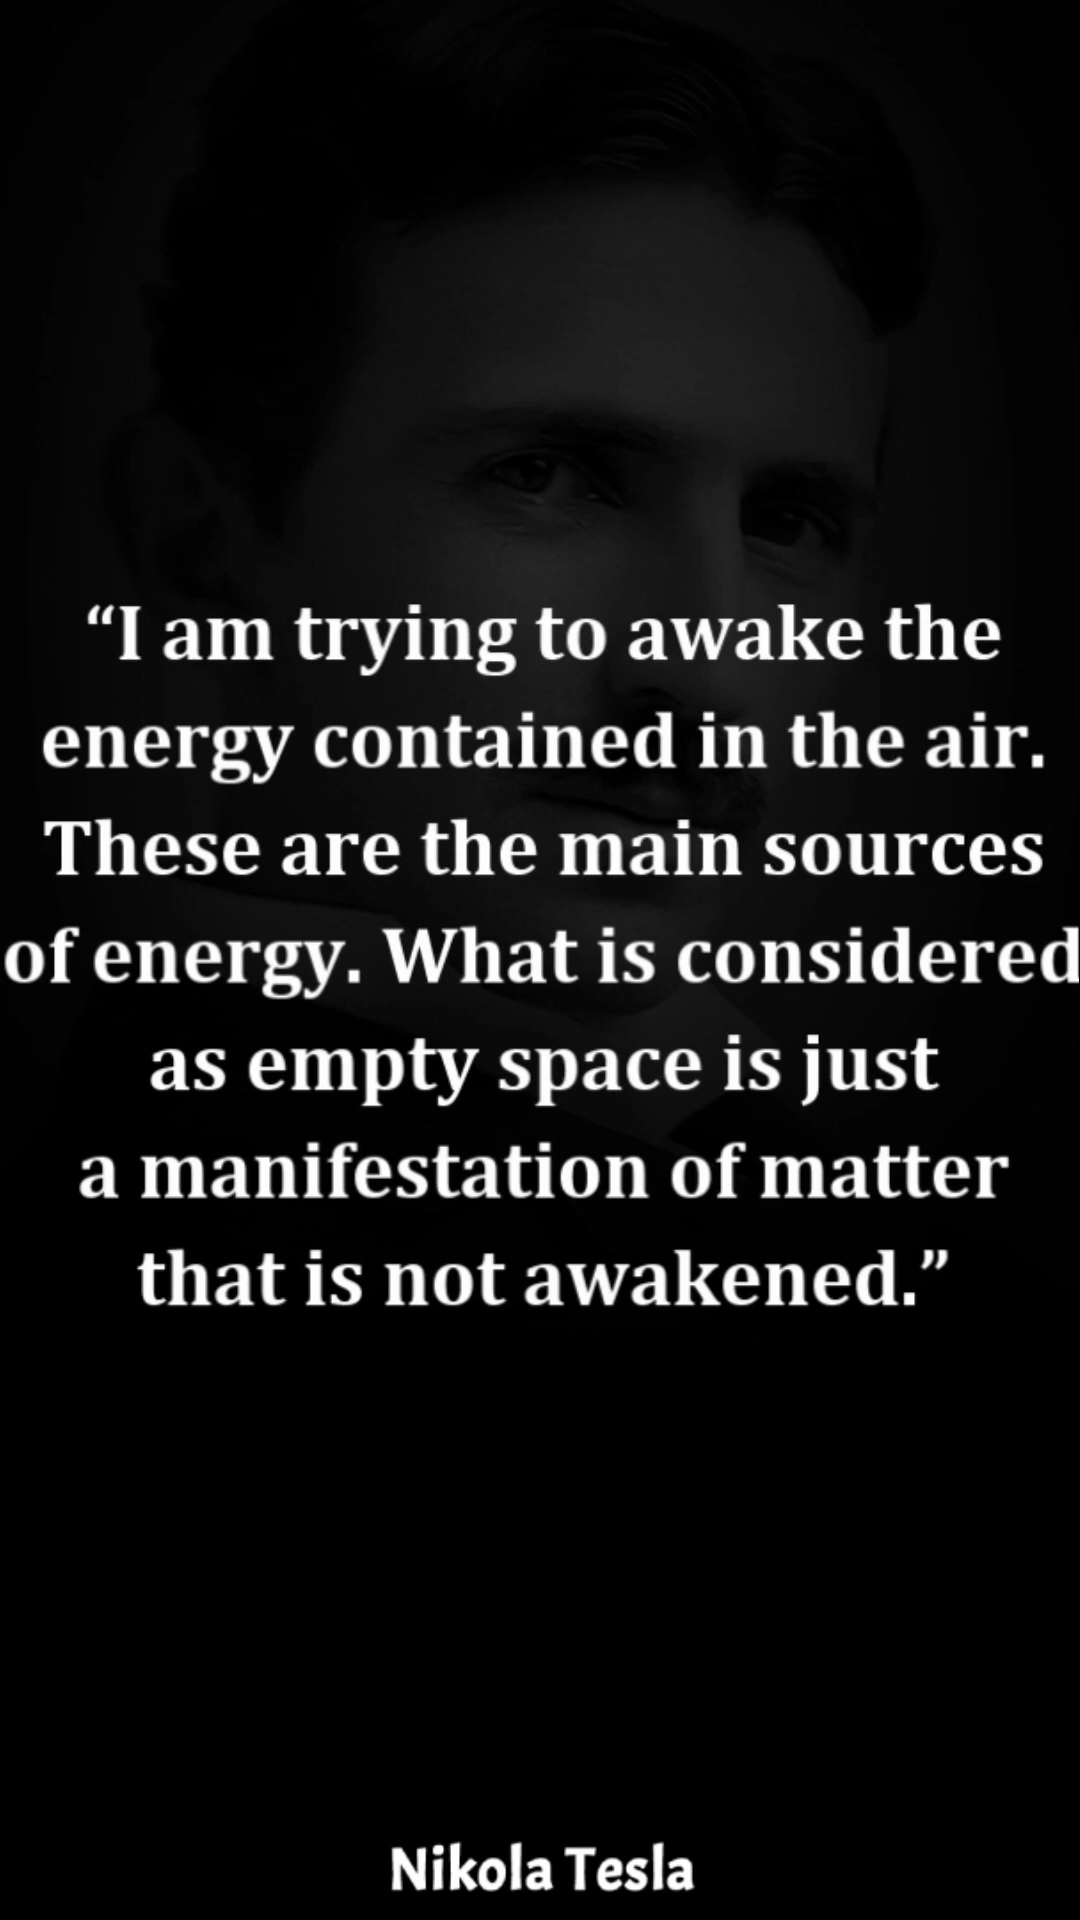 “I am trying to awake the
energy contained in the air.
These are the main sources
of energy. What is considered
as empty space is just
a manifestation of matter
that is not awakened.”
Nikola Tesla